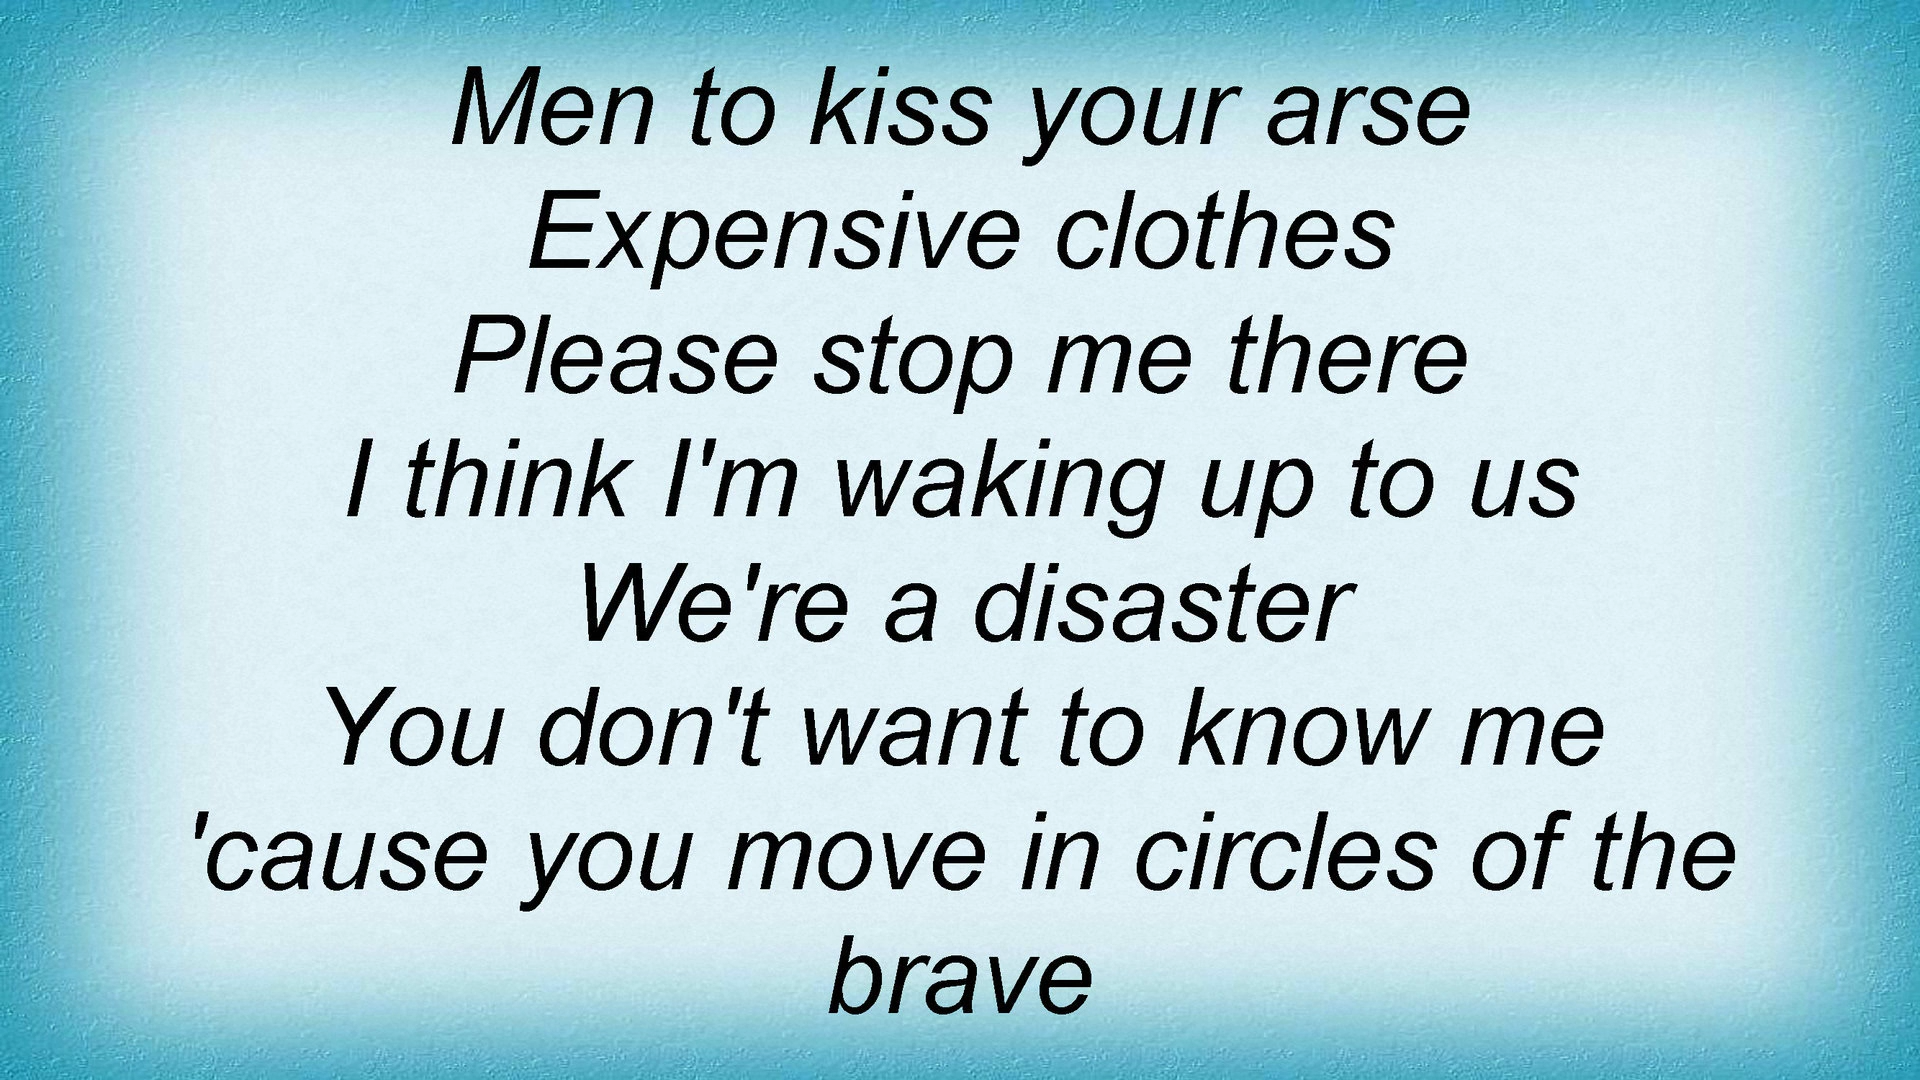 Men to kiss your arse
Expensive clothes
Please stop me there
I think I'm waking up to us
We're a disaster
You don't want to know me
'cause you move in circles of the
brave